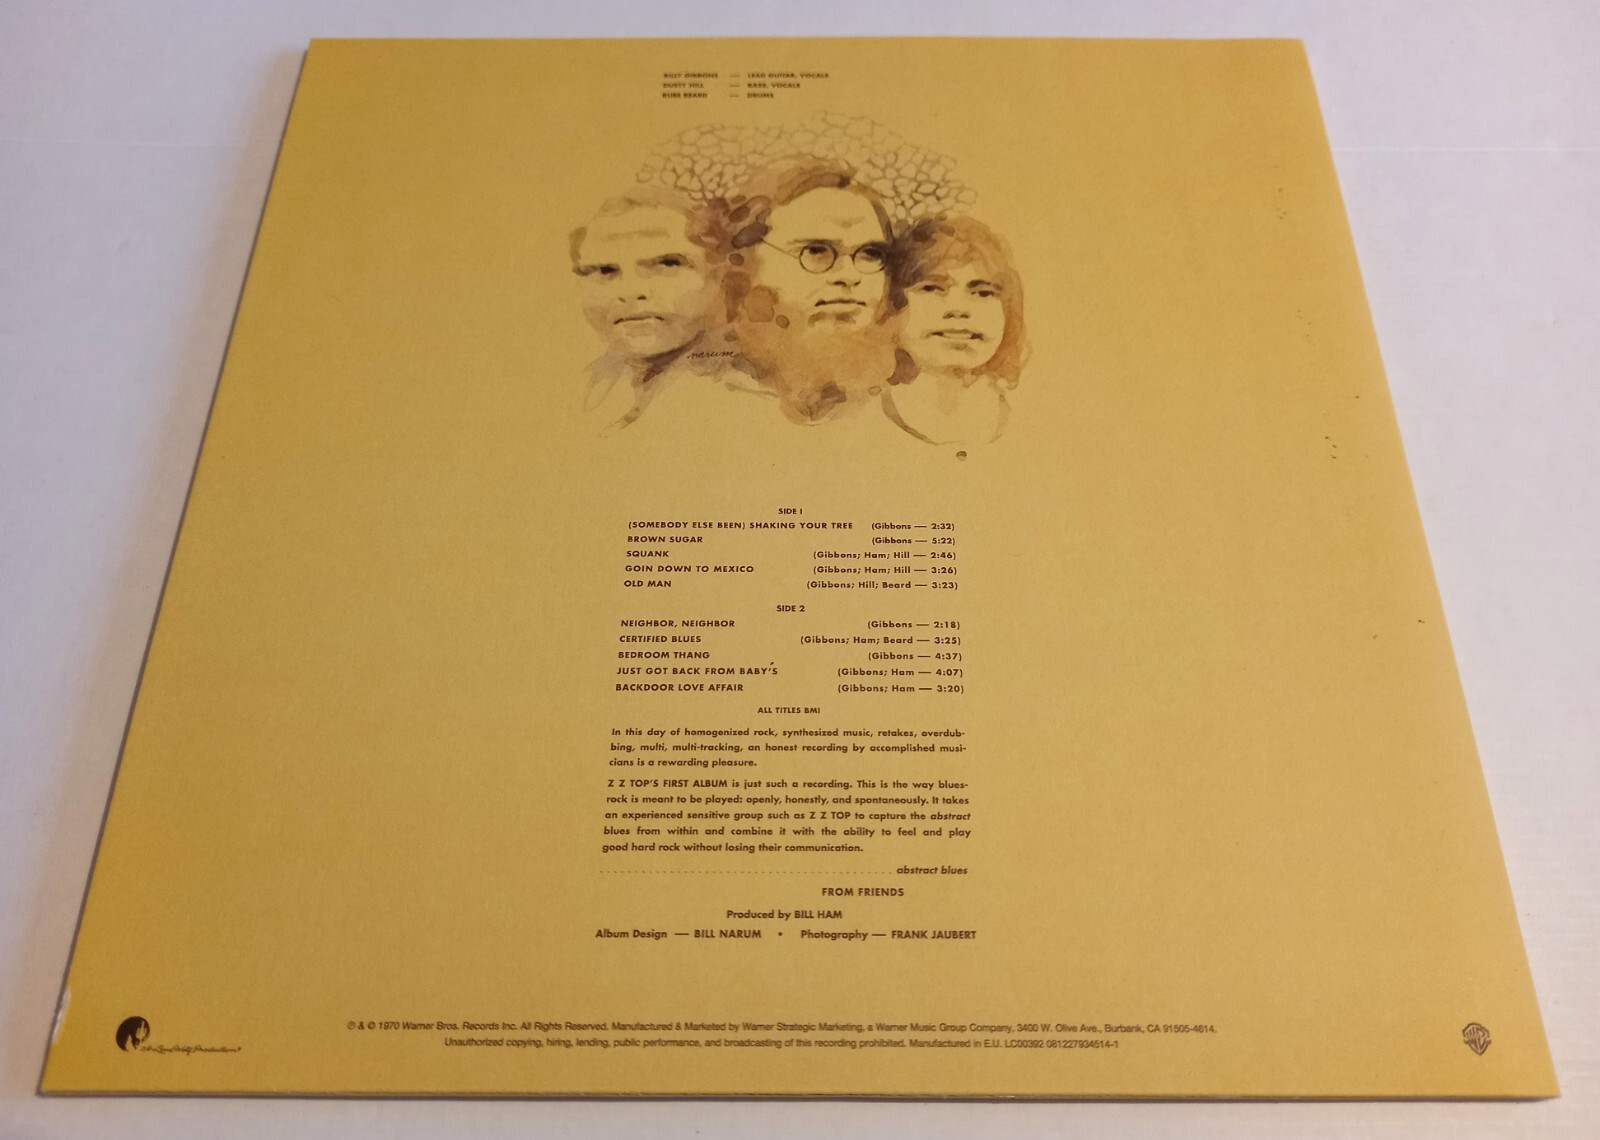 BILLY GIBBONS — LEAD GUITAR, VOCALS
DUSTY HILL — BASS, VOCALS
RUBE BEARD — DRUMS
narum
SIDE 1
(SOMEBODY ELSE BEEN) SHAKING YOUR TREE (Gibbons — 2:32)
BROWN SUGAR (Gibbons — 5:22)
SQUANK (Gibbons; Ham; Hill — 2:46)
GOIN DOWN TO MEXICO (Gibbons; Ham; Hill — 3:26)
OLD MAN (Gibbons; Hill; Beard — 3:23)
SIDE 2
NEIGHBOR, NEIGHBOR (Gibbons — 2:18)
CERTIFIED BLUES (Gibbons; Ham; Beard — 3:25)
BEDROOM THANG (Gibbons — 4:37)
JUST GOT BACK FROM BABY'S (Gibbons; Ham — 4:07)
BACKDOOR LOVE AFFAIR (Gibbons; Ham — 3:20)
ALL TITLES BMI
In this day of homogenized rock, synthesized music, retakes, overdub-
bing, multi, multi-tracking, an honest recording by accomplished musi-
cians is a rewarding pleasure.
Z Z TOP'S FIRST ALBUM is just such a recording. This is the way blues-
rock is meant to be played: openly, honestly, and spontaneously. It takes
an experienced sensitive group such as Z Z TOP to capture the abstract
blues from within and combine it with the ability to feel and play
good hard rock without losing their communication.
. . . . . . . . . . . . . . . . . . . . . . . . . . . . . . . . . . . . . . . . abstract blues
FROM FRIENDS
Produced by BILL HAM
Album Design — BILL NARUM • Photography — FRANK JAUBERT
℗ & © 1970 Warner Bros. Records Inc. All Rights Reserved. Manufactured & Marketed by Warner Strategic Marketing, a Warner Music Group Company, 3400 W. Olive Ave., Burbank, CA 91505-4614.
Unauthorized copying, hiring, lending, public performance, and broadcasting of this recording prohibited. Manufactured in E.U. LC00392 081227934514-1